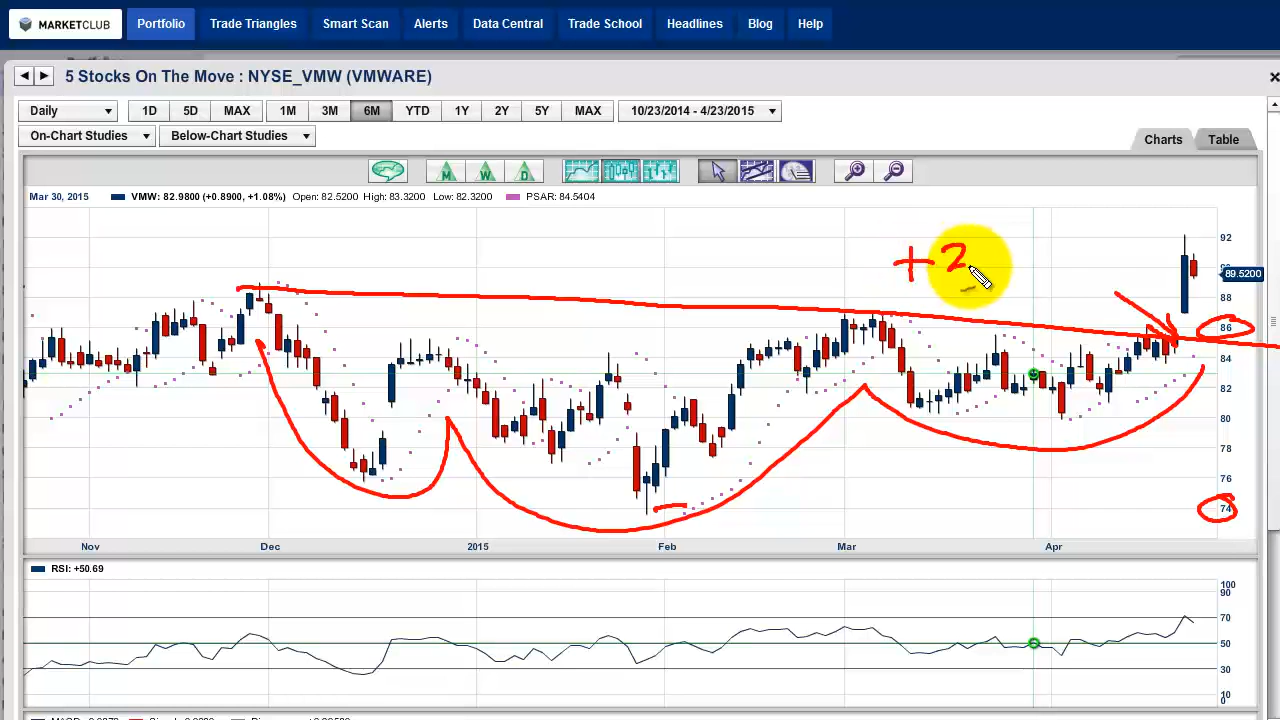 MARKETCLUB Portfolio Trade Triangles Smart Scan Alerts Data Central Trade School Headlines Blog Help
5 Stocks On The Move : NYSE_VMW (VMWARE)
Daily 1D 5D MAX 1M 3M 6M YTD 1Y 2Y 5Y MAX 10/23/2014 - 4/23/2015
On-Chart Studies Below-Chart Studies
Charts Table
M W D
Mar 30, 2015 VMW: 82.9800 (+0.8900, +1.08%) Open: 82.5200 High: 83.3200 Low: 82.3200 PSAR: 84.5404
92
+2
89.5200
88
86
84
82
80
78
76
74
Nov Dec 2015 Feb Mar Apr
RSI: +50.69
100
90
70
50
30
10
0